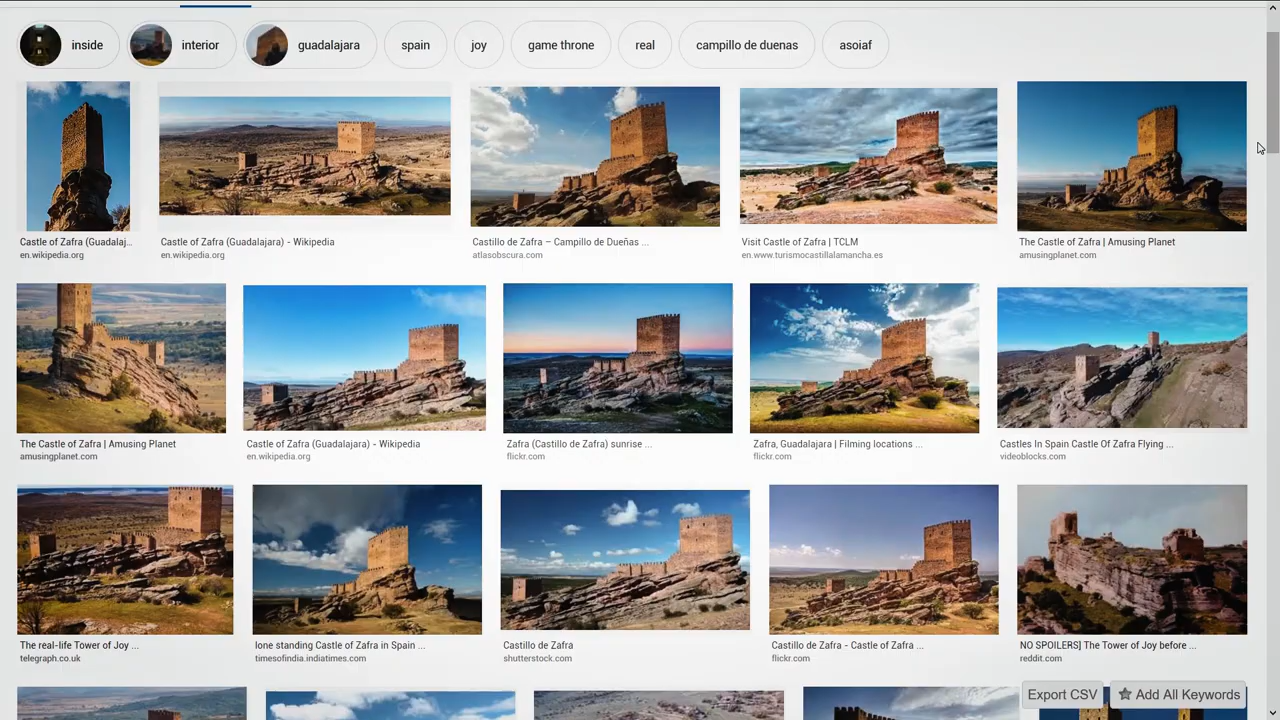 inside
interior
guadalajara
spain
joy
game throne
real
campillo de duenas
asoiaf
Castle of Zafra (Guadalaj...
en.wikipedia.org
Castle of Zafra (Guadalajara) - Wikipedia
en.wikipedia.org
Castillo de Zafra – Campillo de Dueñas ...
atlasobscura.com
Visit Castle of Zafra | TCLM
en.www.turismocastillalamancha.es
The Castle of Zafra | Amusing Planet
amusingplanet.com
The Castle of Zafra | Amusing Planet
amusingplanet.com
Castle of Zafra (Guadalajara) - Wikipedia
en.wikipedia.org
Zafra (Castillo de Zafra) sunrise ...
flickr.com
Zafra, Guadalajara | Filming locations ...
flickr.com
Castles In Spain Castle Of Zafra Flying ...
videoblocks.com
The real-life Tower of Joy ...
telegraph.co.uk
lone standing Castle of Zafra in Spain ...
timesofindia.indiatimes.com
Castillo de Zafra
shutterstock.com
Castillo de Zafra - Castle of Zafra ...
flickr.com
NO SPOILERS] The Tower of Joy before ...
reddit.com
Export CSV
Add All Keywords